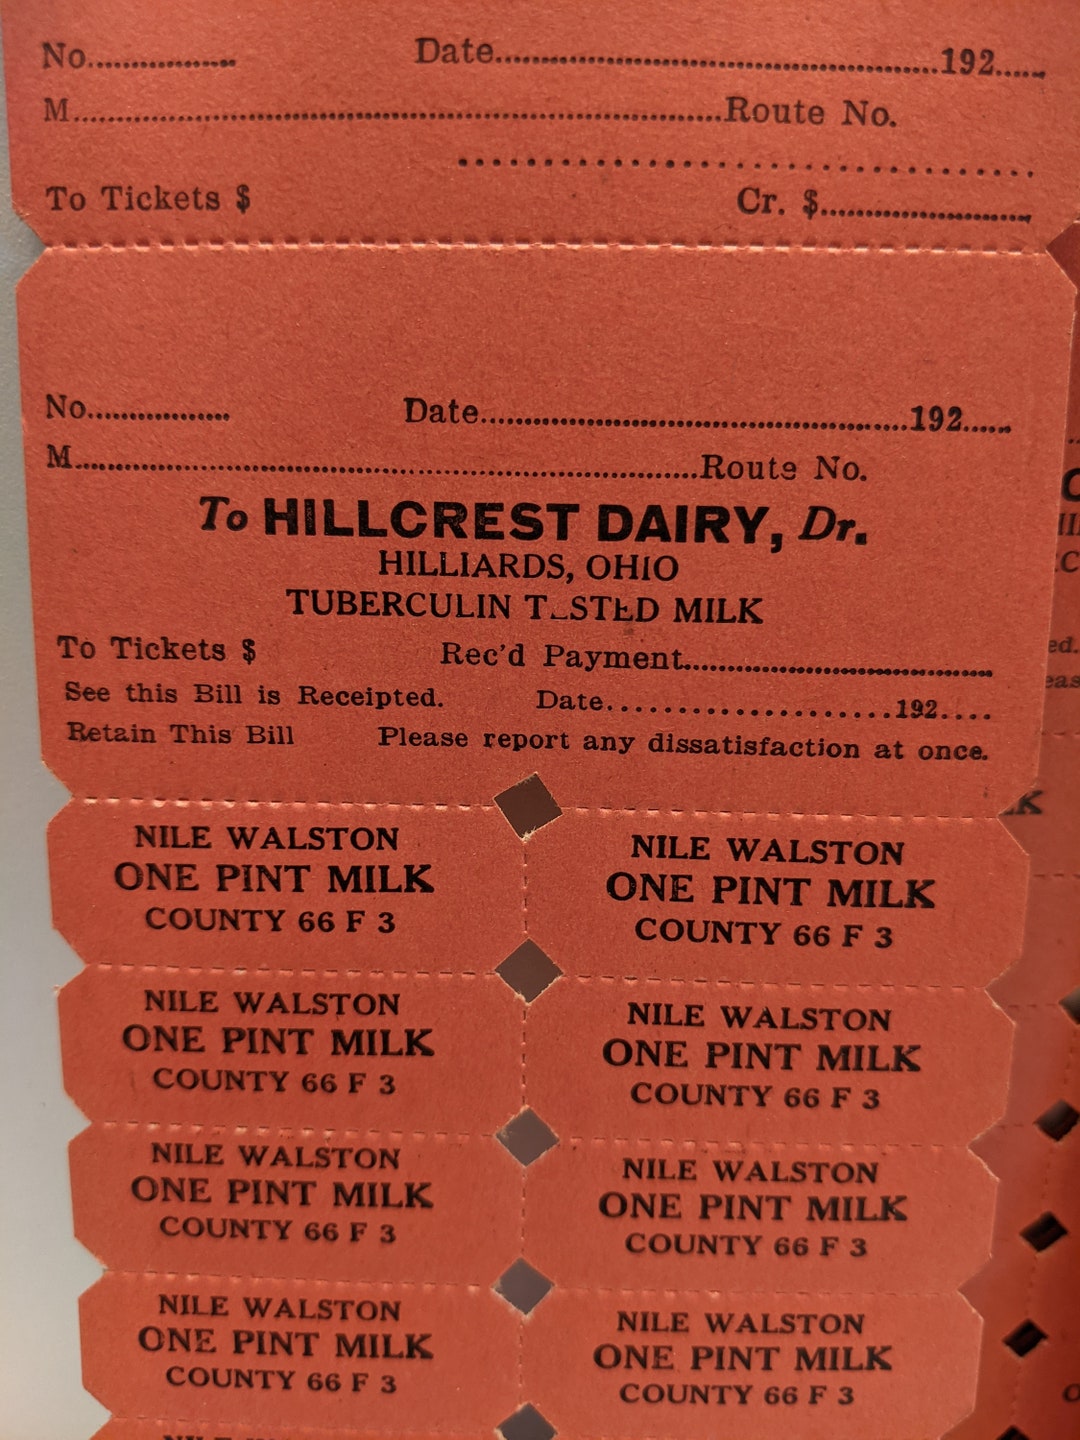 No................. Date...............................................................192......
M...........................................................................................Route No.
..............................
To Tickets $ Cr. $..............................
No................. Date............................................................192......
M.....................................................................................Route No.
To HILLCREST DAIRY, Dr.
HILLIARDS, OHIO
TUBERCULIN TESTED MILK
To Tickets $ Rec'd Payment............................................
See this Bill is Receipted. Date....................192....
Retain This Bill Please report any dissatisfaction at once.
NILE WALSTON NILE WALSTON
ONE PINT MILK ONE PINT MILK
COUNTY 66 F 3 COUNTY 66 F 3
NILE WALSTON NILE WALSTON
ONE PINT MILK ONE PINT MILK
COUNTY 66 F 3 COUNTY 66 F 3
NILE WALSTON NILE WALSTON
ONE PINT MILK ONE PINT MILK
COUNTY 66 F 3 COUNTY 66 F 3
NILE WALSTON NILE WALSTON
ONE PINT MILK ONE PINT MILK
COUNTY 66 F 3 COUNTY 66 F 3